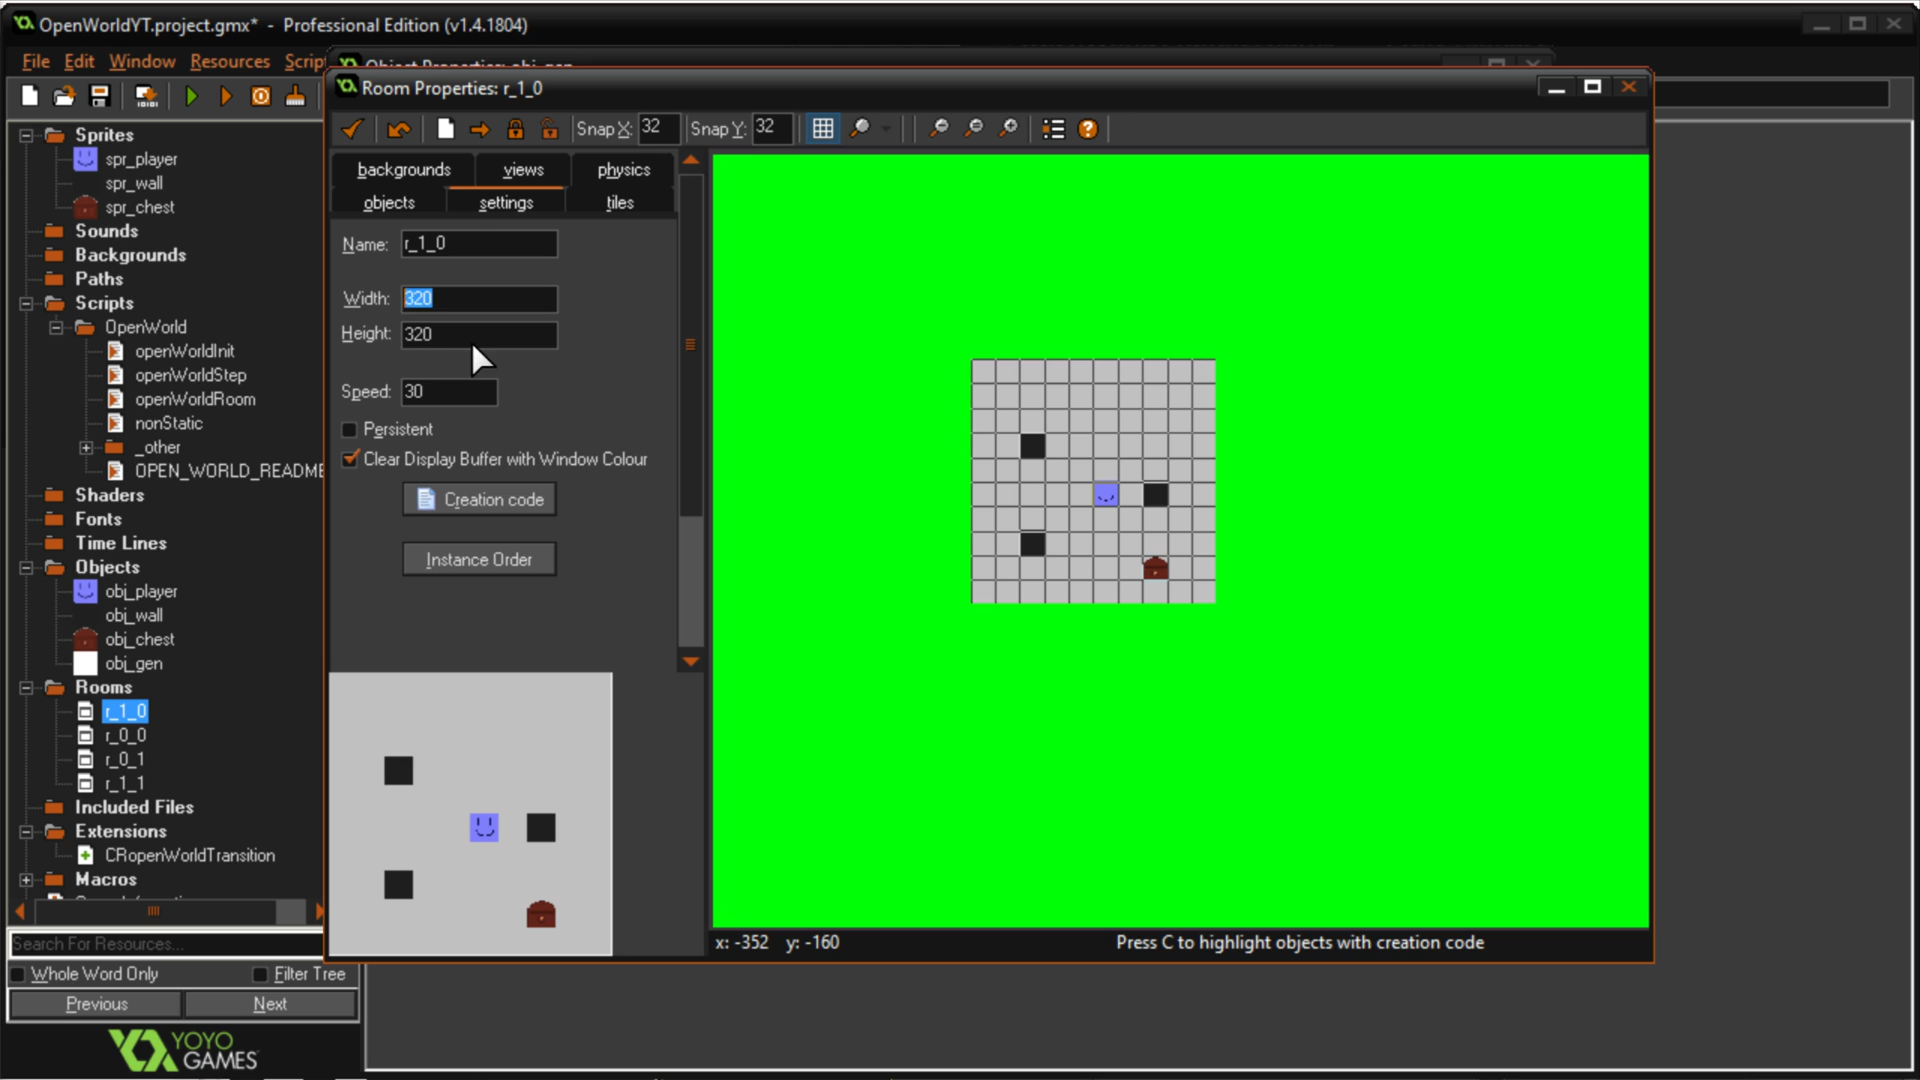 OpenWorldYT.project.gmx* - Professional Edition (v1.4.1804)
File Edit Window Resources Scrip
Object Properties: obj_gen
Room Properties: r_1_0
Snap X: 32 Snap Y: 32
backgrounds views physics
objects settings tiles
Name: r_1_0
Width: 320
Height: 320
Speed: 30
Persistent
Clear Display Buffer with Window Colour
Creation code
Instance Order
x: -352 y: -160
Press C to highlight objects with creation code
Sprites
spr_player
spr_wall
spr_chest
Sounds
Backgrounds
Paths
Scripts
OpenWorld
openWorldInit
openWorldStep
openWorldRoom
nonStatic
_other
OPEN_WORLD_README
Shaders
Fonts
Time Lines
Objects
obj_player
obj_wall
obj_chest
obj_gen
Rooms
r_1_0
r_0_0
r_0_1
r_1_1
Included Files
Extensions
CRopenWorldTransition
Macros
Search For Resources...
Whole Word Only Filter Tree
Previous Next
YOYO
GAMES